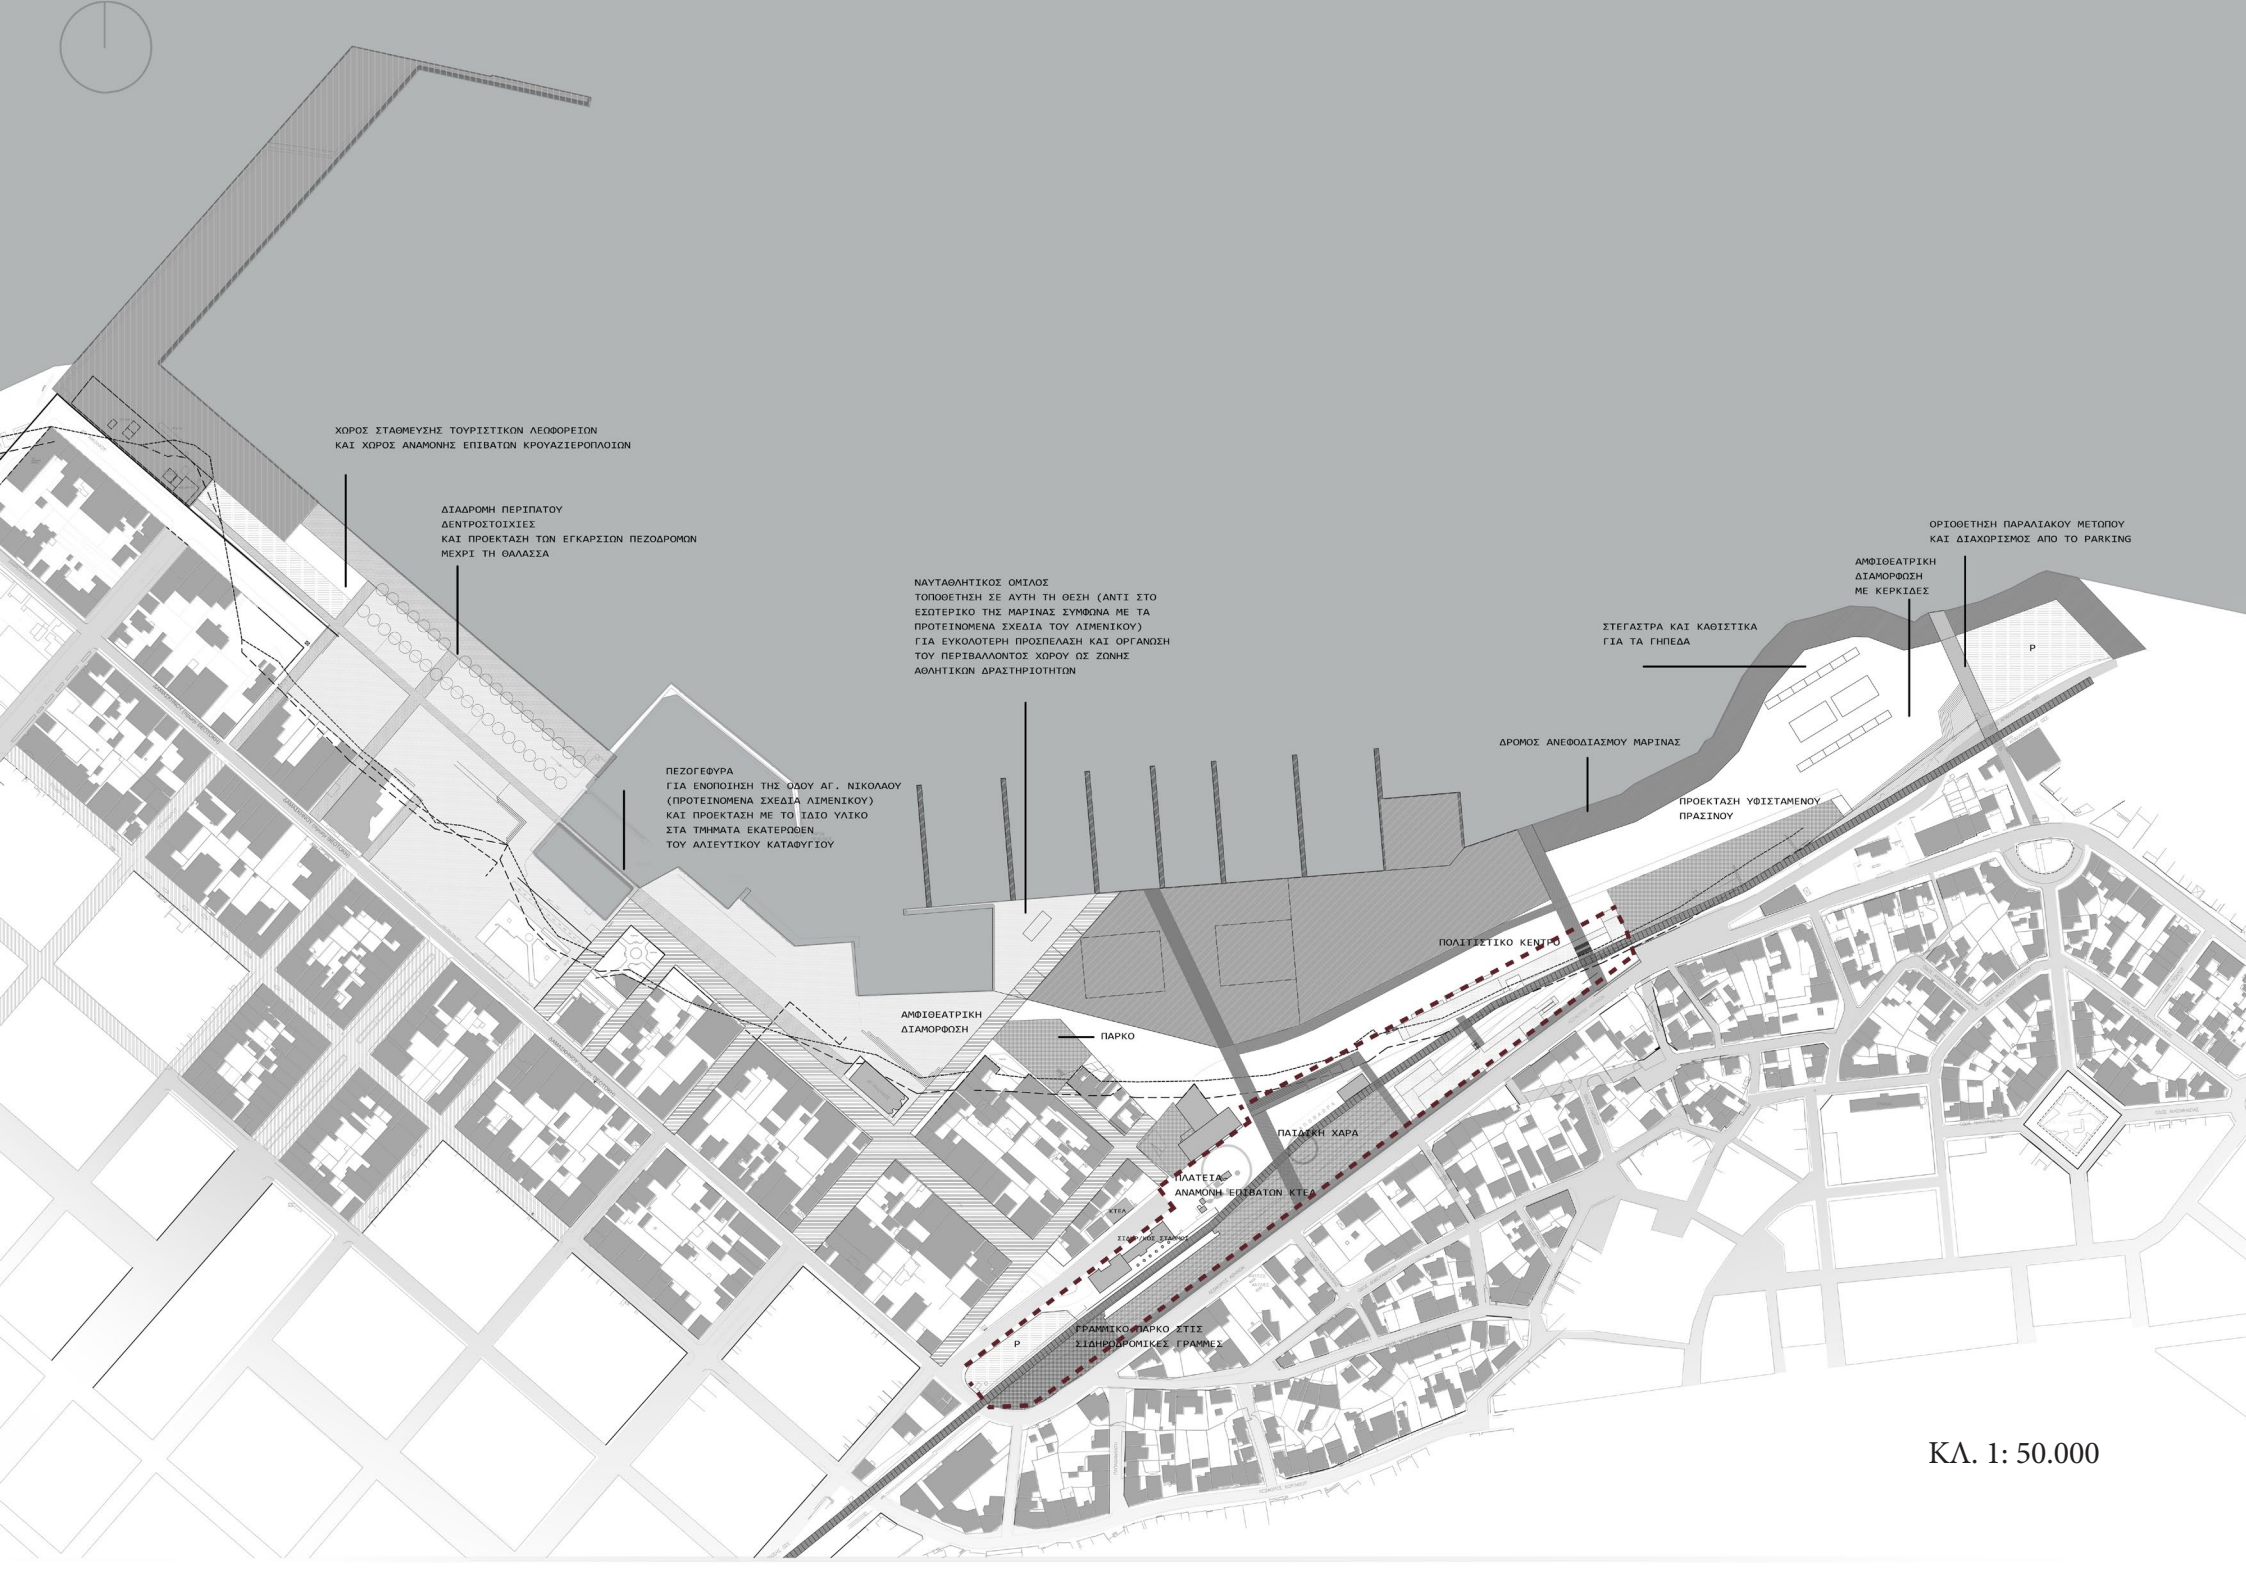 ΧΩΡΟΣ ΣΤΑΘΜΕΥΣΗΣ ΤΟΥΡΙΣΤΙΚΩΝ ΛΕΩΦΟΡΕΙΩΝ
ΚΑΙ ΧΩΡΟΣ ΑΝΑΜΟΝΗΣ ΕΠΙΒΑΤΩΝ ΚΡΟΥΑΖΙΕΡΟΠΛΟΙΩΝ
ΔΙΑΔΡΟΜΗ ΠΕΡΙΠΑΤΟΥ
ΔΕΝΤΡΟΣΤΟΙΧΙΕΣ
ΚΑΙ ΠΡΟΕΚΤΑΣΗ ΤΩΝ ΕΓΚΑΡΣΙΩΝ ΠΕΖΟΔΡΟΜΩΝ
ΜΕΧΡΙ ΤΗ ΘΑΛΑΣΣΑ
ΠΕΖΟΓΕΦΥΡΑ
ΓΙΑ ΕΝΟΠΟΙΗΣΗ ΤΗΣ ΟΔΟΥ ΑΓ. ΝΙΚΟΛΑΟΥ
(ΠΡΟΤΕΙΝΟΜΕΝΑ ΣΧΕΔΙΑ ΛΙΜΕΝΙΚΟΥ)
ΚΑΙ ΠΡΟΕΚΤΑΣΗ ΜΕ ΤΟ ΙΔΙΟ ΥΛΙΚΟ
ΣΤΑ ΤΜΗΜΑΤΑ ΕΚΑΤΕΡΩΘΕΝ
ΤΟΥ ΑΛΙΕΥΤΙΚΟΥ ΚΑΤΑΦΥΓΙΟΥ
ΝΑΥΤΑΘΛΗΤΙΚΟΣ ΟΜΙΛΟΣ
ΤΟΠΟΘΕΤΗΣΗ ΣΕ ΑΥΤΗ ΤΗ ΘΕΣΗ (ΑΝΤΙ ΣΤΟ
ΕΣΩΤΕΡΙΚΟ ΤΗΣ ΜΑΡΙΝΑΣ ΣΥΜΦΩΝΑ ΜΕ ΤΑ
ΠΡΟΤΕΙΝΟΜΕΝΑ ΣΧΕΔΙΑ ΤΟΥ ΛΙΜΕΝΙΚΟΥ)
ΓΙΑ ΕΥΚΟΛΟΤΕΡΗ ΠΡΟΣΠΕΛΑΣΗ ΚΑΙ ΟΡΓΑΝΩΣΗ
ΤΟΥ ΠΕΡΙΒΑΛΛΟΝΤΟΣ ΧΩΡΟΥ ΩΣ ΖΩΝΗΣ
ΑΘΛΗΤΙΚΩΝ ΔΡΑΣΤΗΡΙΟΤΗΤΩΝ
ΟΡΙΟΘΕΤΗΣΗ ΠΑΡΑΛΙΑΚΟΥ ΜΕΤΩΠΟΥ
ΚΑΙ ΔΙΑΧΩΡΙΣΜΟΣ ΑΠΟ ΤΟ PARKING
ΑΜΦΙΘΕΑΤΡΙΚΗ
ΔΙΑΜΟΡΦΩΣΗ
ΜΕ ΚΕΡΚΙΔΕΣ
ΣΤΕΓΑΣΤΡΑ ΚΑΙ ΚΑΘΙΣΤΙΚΑ
ΓΙΑ ΤΑ ΓΗΠΕΔΑ
P
ΔΡΟΜΟΣ ΑΝΕΦΟΔΙΑΣΜΟΥ ΜΑΡΙΝΑΣ
ΠΡΟΕΚΤΑΣΗ ΥΦΙΣΤΑΜΕΝΟΥ
ΠΡΑΣΙΝΟΥ
ΠΟΛΙΤΙΣΤΙΚΟ ΚΕΝΤΡΟ
ΑΜΦΙΘΕΑΤΡΙΚΗ
ΔΙΑΜΟΡΦΩΣΗ
ΠΑΡΚΟ
ΠΑΙΔΙΚΗ ΧΑΡΑ
ΠΛΑΤΕΙΑ
ΑΝΑΜΟΝΗ ΕΠΙΒΑΤΩΝ ΚΤΕΛ
ΚΤΕΛ
ΣΙΔΗΡ/ΚΟΣ ΣΤΑΘΜΟΣ
ΓΡΑΜΜΙΚΟ ΠΑΡΚΟ ΣΤΙΣ
ΣΙΔΗΡΟΔΡΟΜΙΚΕΣ ΓΡΑΜΜΕΣ
P
ΚΛ. 1: 50.000